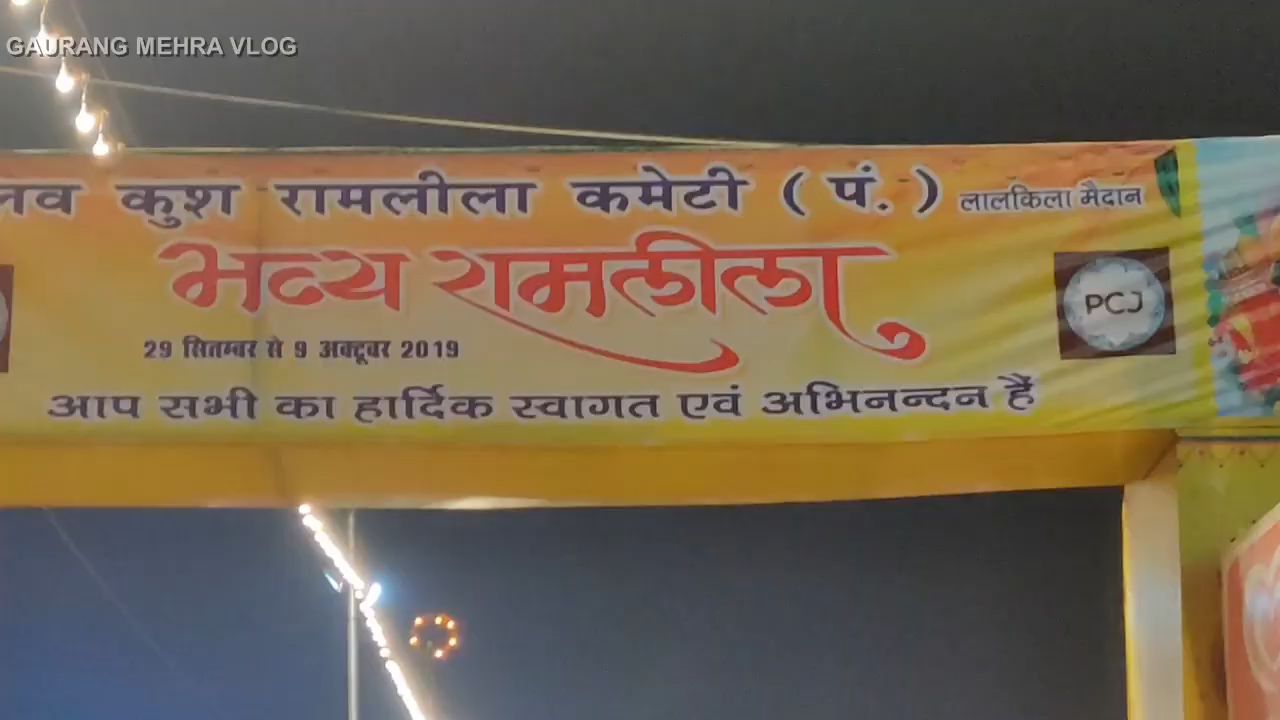 GAURANG MEHRA VLOG
लव कुश रामलीला कमेटी ( पं. ) लालकिला मैदान
भव्य रामलीला
PCJ
29 सितम्बर से 9 अक्टूबर 2019
आप सभी का हार्दिक स्वागत एवं अभिनन्दन हैं